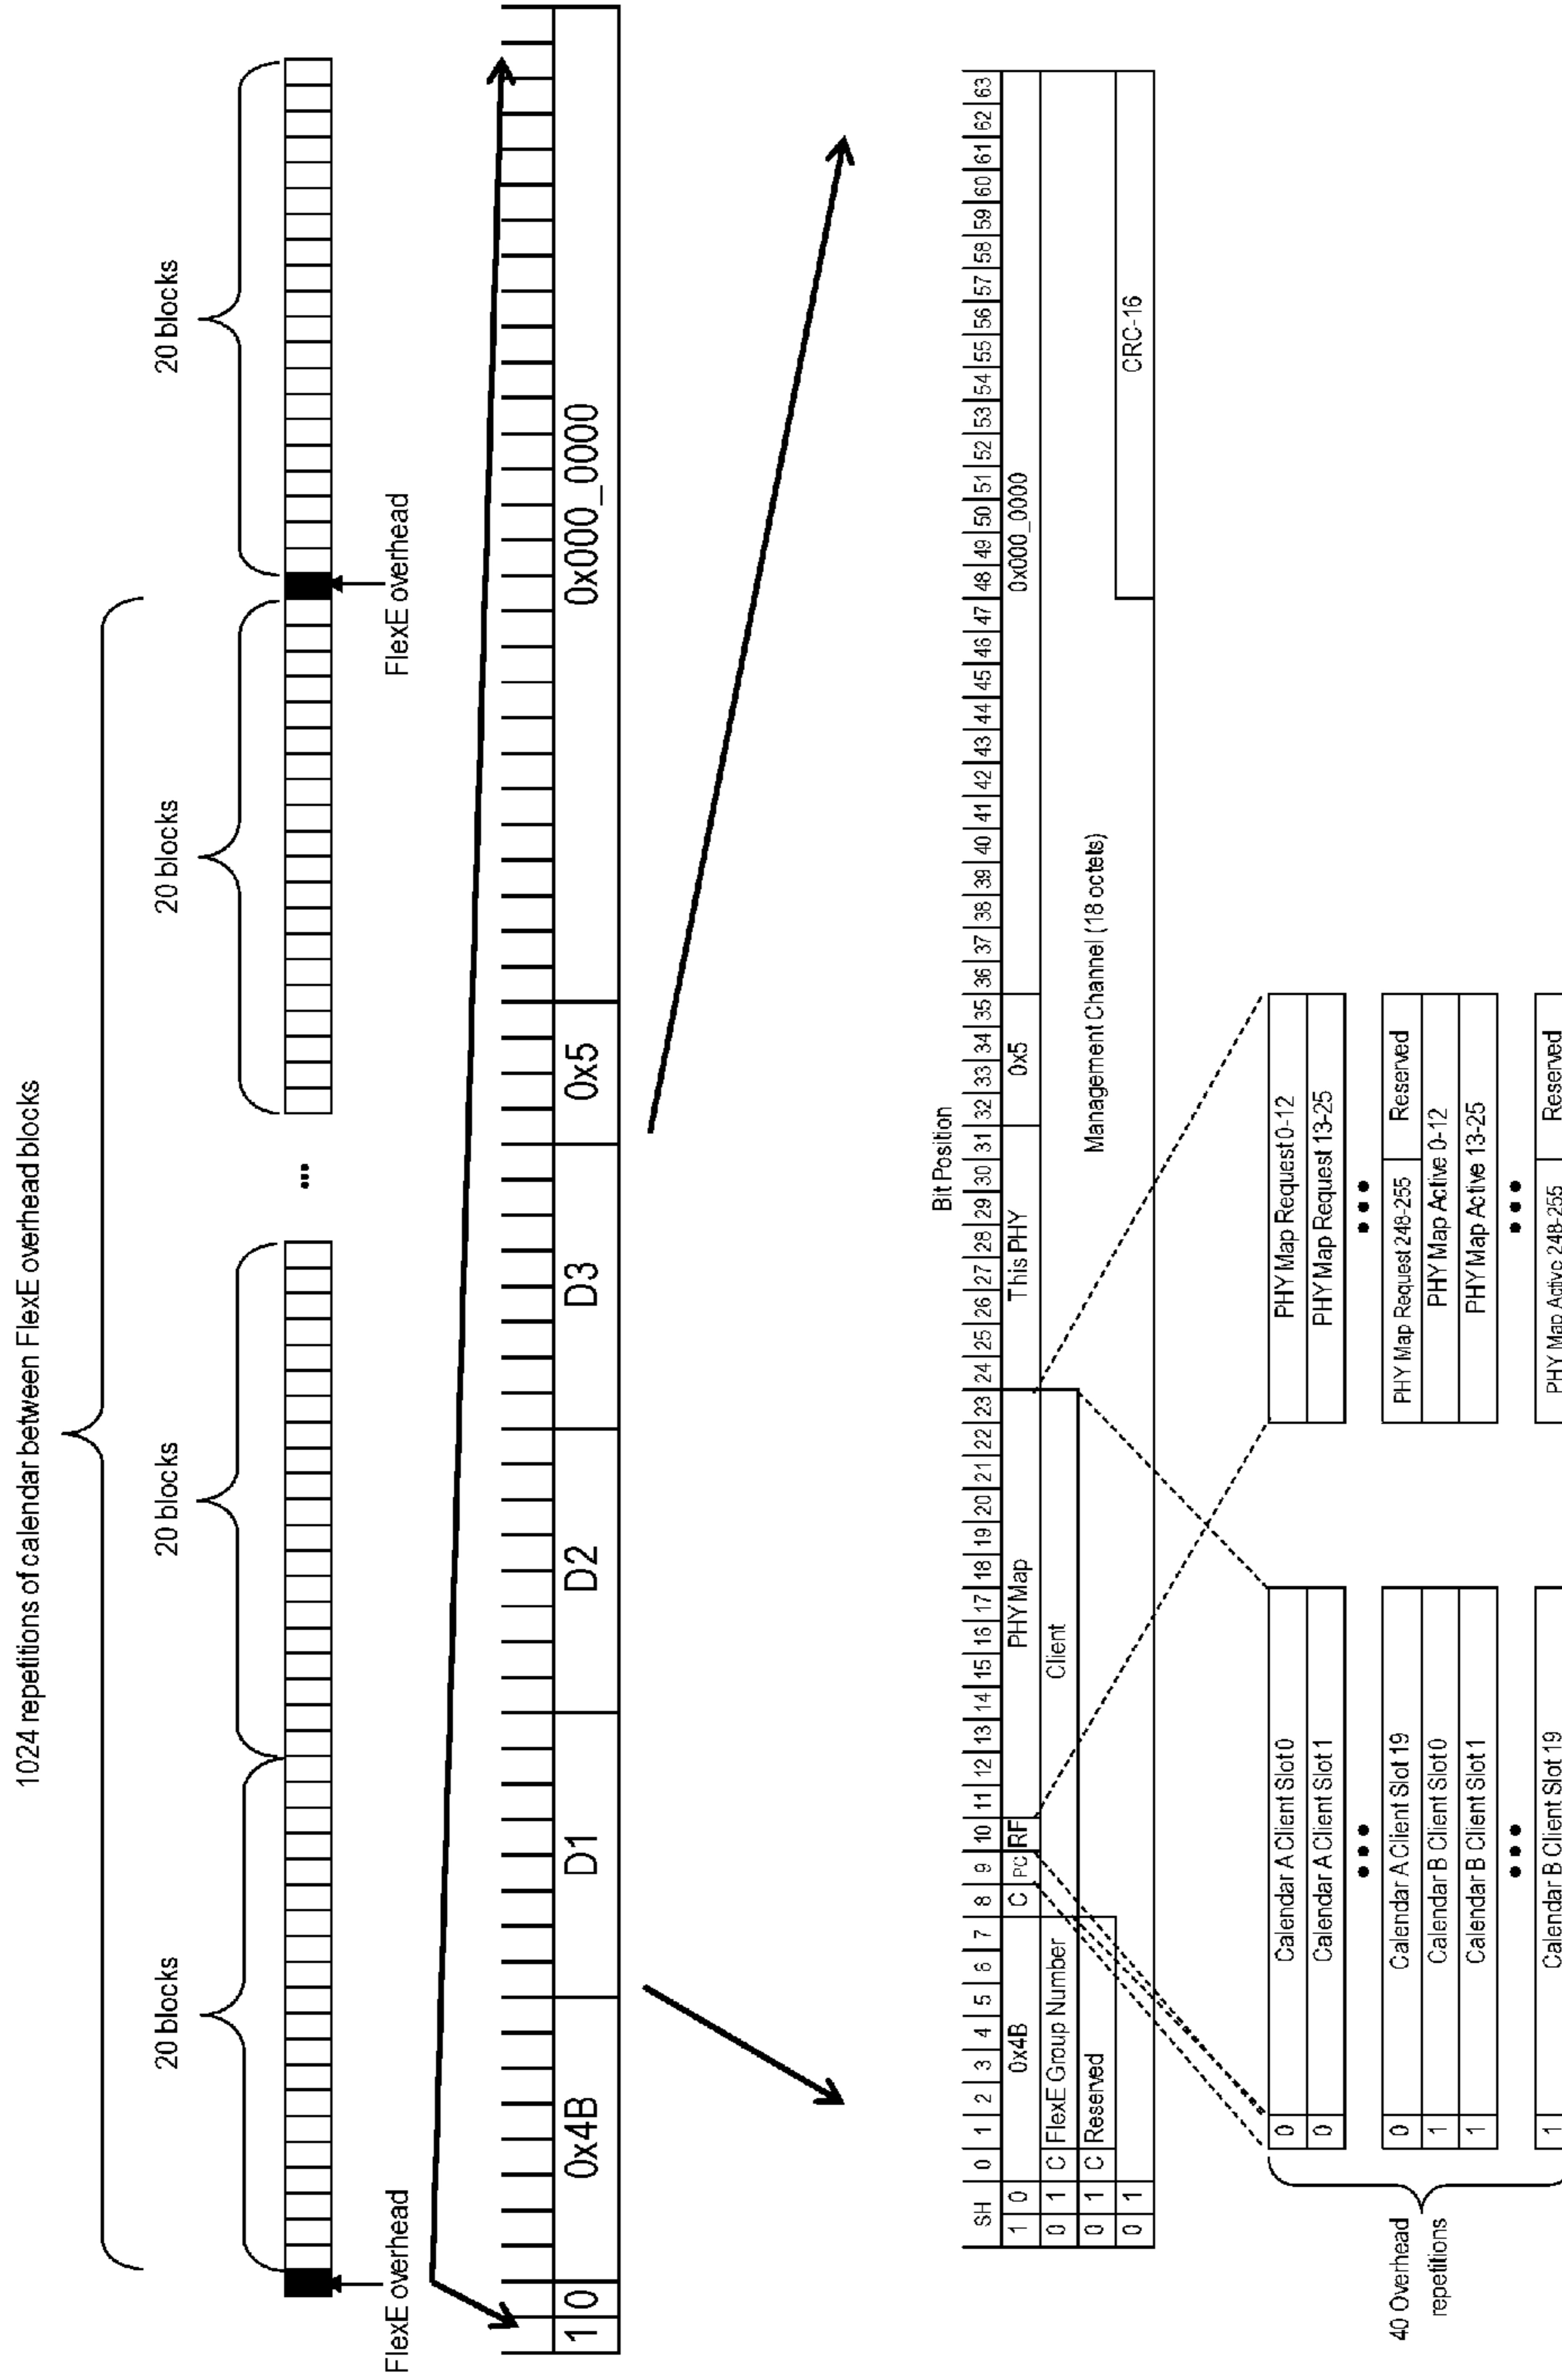 1024 repetitions of calendar between FlexE overhead blocks
20 blocks 20 blocks 20 blocks 20 blocks
...
FlexE overhead FlexE overhead
1 0 0x4B D1 D2 D3 0x5 0x000_0000
Bit Position
SH 0 1 2 3 4 5 6 7 8 9 10 11 12 13 14 15 16 17 18 19 20 21 22 23 24 25 26 27 28 29 30 31 32 33 34 35 36 37 38 39 40 41 42 43 44 45 46 47 48 49 50 51 52 53 54 55 56 57 58 59 60 61 62 63
1 0 0x4B C PC RF PHY Map This PHY 0x5 0x000_0000
0 1 C FlexE Group Number Client
0 1 C Reserved Management Channel (18 octets)
0 1 CRC-16
40 Overhead
repetitions
0 Calendar A Client Slot 0
0 Calendar A Client Slot 1
...
0 Calendar A Client Slot 19
1 Calendar B Client Slot 0
1 Calendar B Client Slot 1
...
1 Calendar B Client Slot 19
PHY Map Request 0-12
PHY Map Request 13-25
...
PHY Map Request 248-255 Reserved
PHY Map Active 0-12
PHY Map Active 13-25
...
PHY Map Active 248-255 Reserved